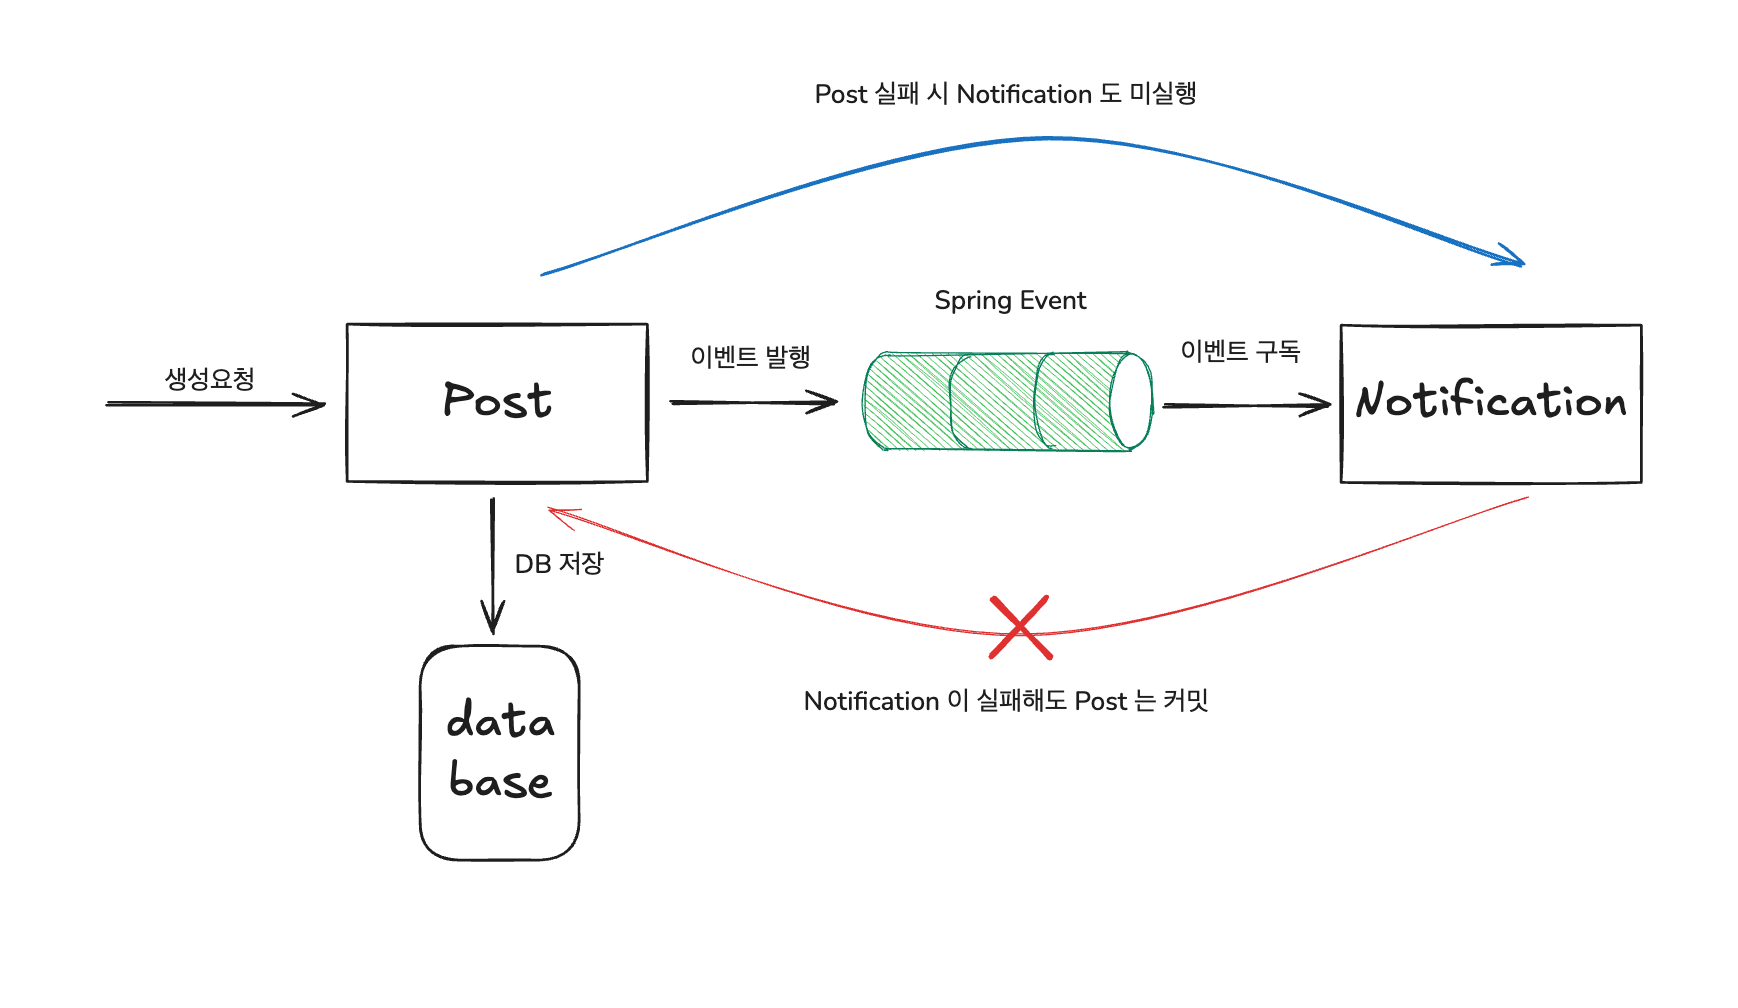 Post 실패 시 Notification 도 미실행
Spring Event
생성요청
Post
이벤트 발행
이벤트 구독
Notification
DB 저장
data
base
Notification 이 실패해도 Post 는 커밋